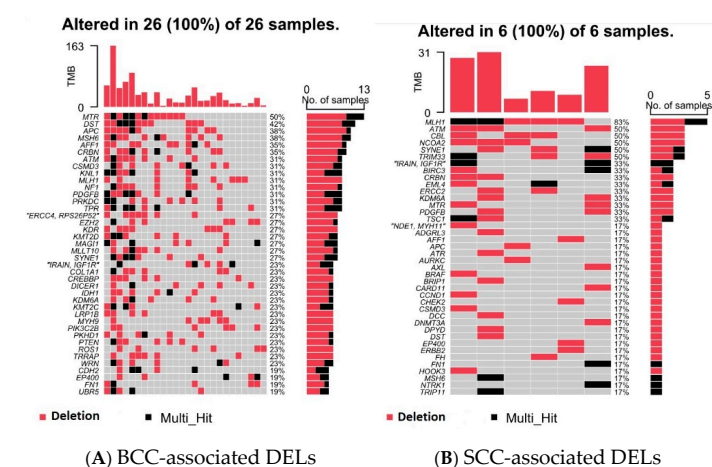 Altered in 26 (100%) of 26 samples.
163
TMB
0
0 13
No. of samples
MTR 50%
DST 42%
APC 38%
MSH6 38%
AFF1 35%
CRBN 35%
ATM 31%
CSMD3 31%
KNL1 31%
MLH1 31%
NF1 31%
PDGFB 31%
PRKDC 31%
TPR 31%
"ERCC4, RPS26P52" 27%
EZH2 27%
KDR 27%
KMT2D 27%
MAGI1 27%
MLLT10 27%
SYNE1 27%
"IRAIN, IGF1R" 23%
COL1A1 23%
CREBBP 23%
DICER1 23%
IDH1 23%
KDM6A 23%
KMT2C 23%
LRP1B 23%
MYH9 23%
PIK3C2B 23%
PKHD1 23%
PTEN 23%
ROS1 23%
TRRAP 23%
WRN 23%
CDH2 19%
EP400 19%
FN1 19%
UBR5 19%
Deletion Multi_Hit
(A) BCC-associated DELs
Altered in 6 (100%) of 6 samples.
31
TMB
0
0 5
No. of samples
MLH1 83%
ATM 50%
CBL 50%
NCOA2 50%
SYNE1 50%
TRIM33 50%
"IRAIN, IGF1R" 33%
BIRC3 33%
CRBN 33%
EML4 33%
ERCC2 33%
KDM6A 33%
MTR 33%
PDGFB 33%
TSC1 33%
"NDE1, MYH11" 17%
ADGRL3 17%
AFF1 17%
APC 17%
ATR 17%
AURKC 17%
AXL 17%
BRAF 17%
BRIP1 17%
CARD11 17%
CCND1 17%
CHEK2 17%
CSMD3 17%
DCC 17%
DNMT3A 17%
DPYD 17%
DST 17%
EP400 17%
ERBB2 17%
FH 17%
FN1 17%
HOOK3 17%
MSH6 17%
NTRK1 17%
TRIP11 17%
Deletion Multi_Hit
(B) SCC-associated DELs